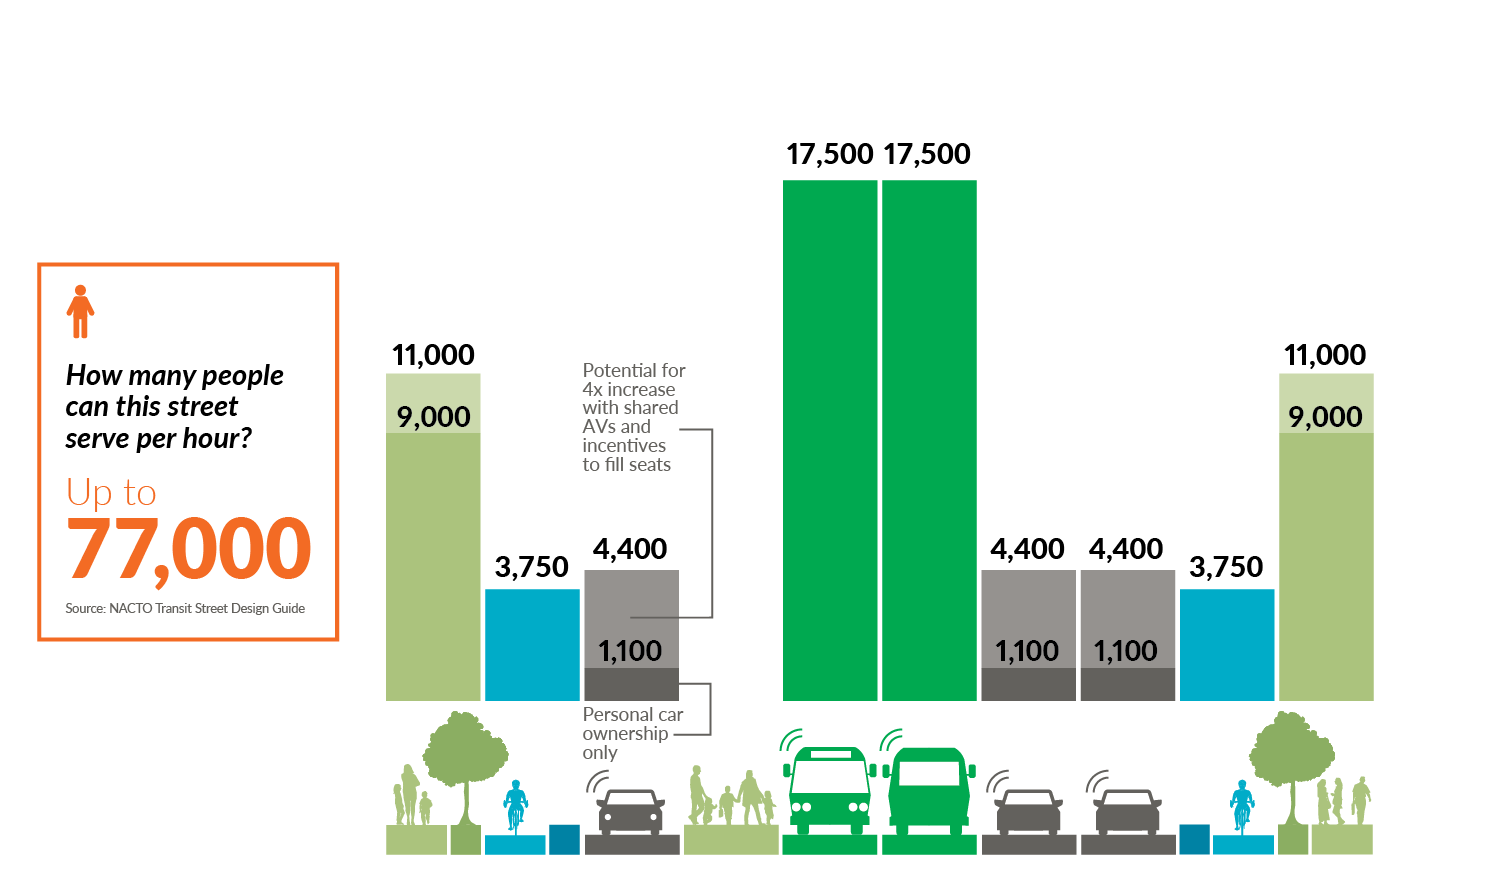 How many people
can this street
serve per hour?
Up to
77,000
Source: NACTO Transit Street Design Guide
11,000
9,000
3,750
Potential for
4x increase
with shared
AVs and
incentives
to fill seats
4,400
1,100
Personal car
ownership
only
17,500
17,500
4,400
1,100
4,400
1,100
3,750
11,000
9,000